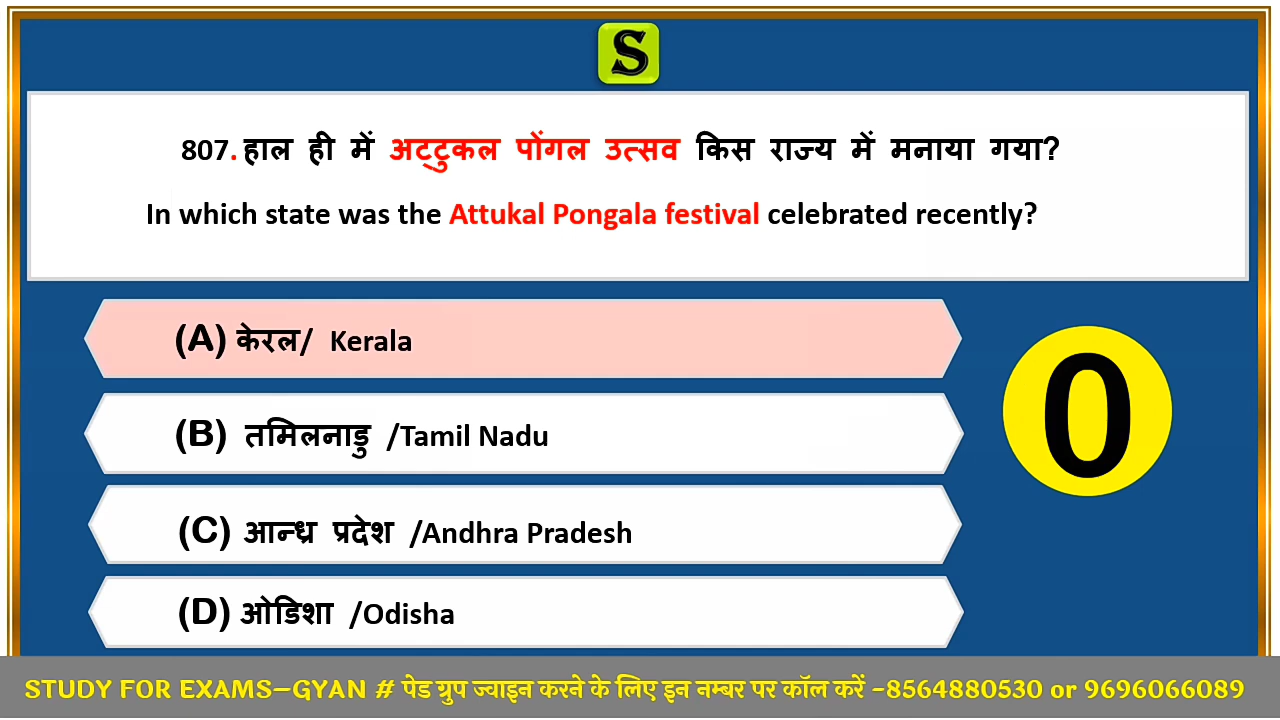 S
807.हाल ही में अट्टुकल पोंगल उत्सव किस राज्य में मनाया गया?
In which state was the Attukal Pongala festival celebrated recently?
(A) केरल/ Kerala
0
(B) तमिलनाडु /Tamil Nadu
(C) आन्ध्र प्रदेश /Andhra Pradesh
(D) ओडिशा /Odisha
STUDY FOR EXAMS-GYAN # पेड ग्रुप ज्वाइन करने के लिए इन नम्बर पर कॉल करें -8564880530 or 9696066089